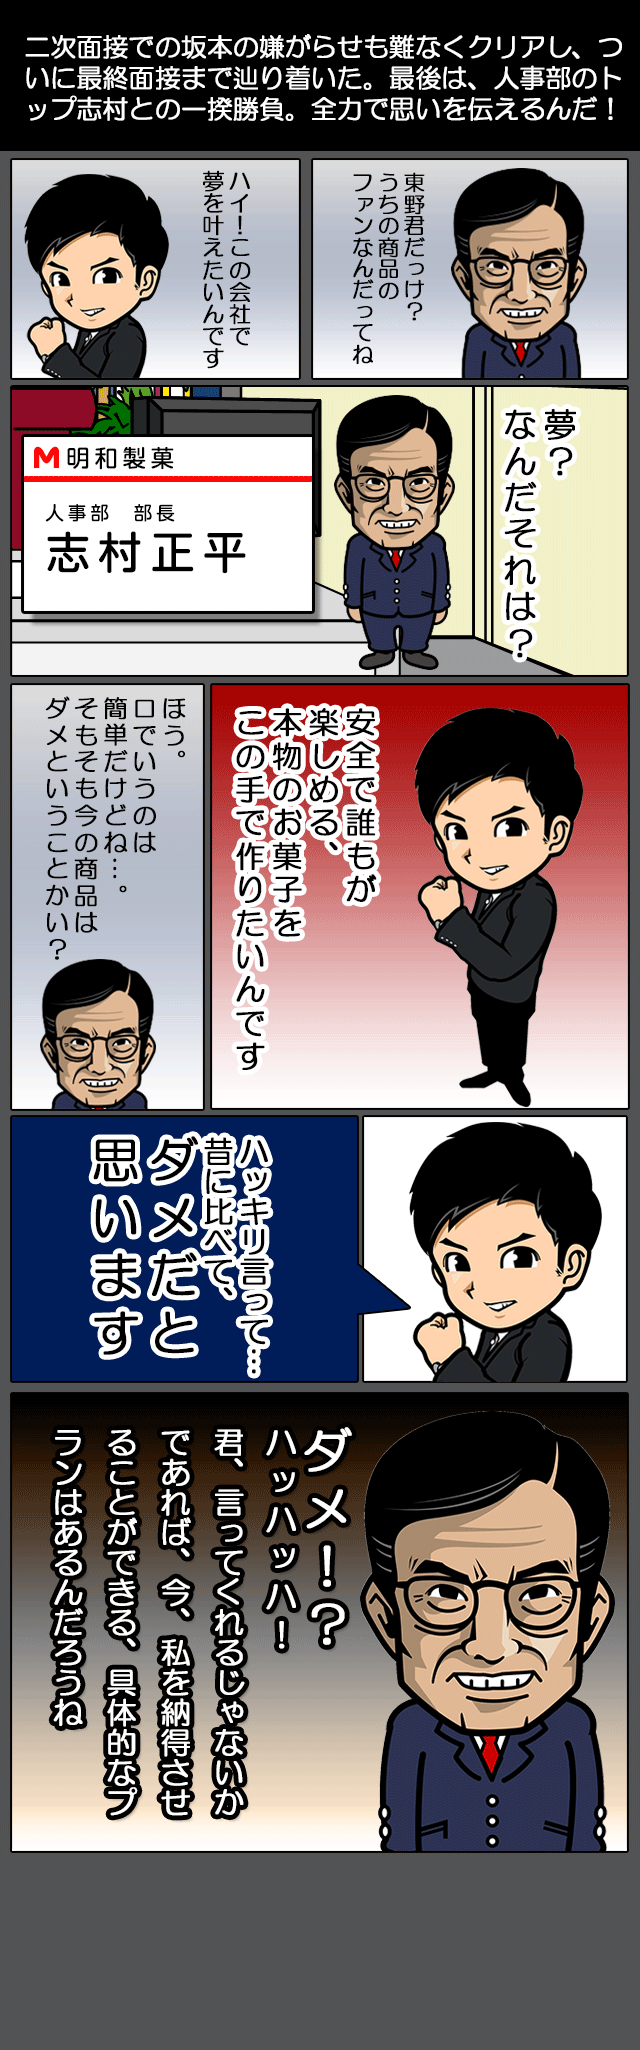 二次面接での坂本の嫌がらせも難なくクリアし、つ
いに最終面接まで辿り着いた。最後は、人事部のト
ップ志村との一揆勝負。全力で思いを伝えるんだ！
東野君だっけ？
うちの商品の
ファンなんだってね
ハイ！この会社で
夢を叶えたいんです
夢？
なんだそれは？
M 明和製菓
人事部　部長
志村正平
安全で誰もが
楽しめる、
本物のお菓子を
この手で作りたいんです
ほう。
口でいうのは
簡単だけどね…。
そもそも今の商品は
ダメということかい？
ハッキリ言って…
昔に比べて、
ダメだと
思います
ダメ！？
ハッハッハ！
君、言ってくれるじゃないか
であれば、今、私を納得させ
ることができる、具体的なプ
ランはあるんだろうね